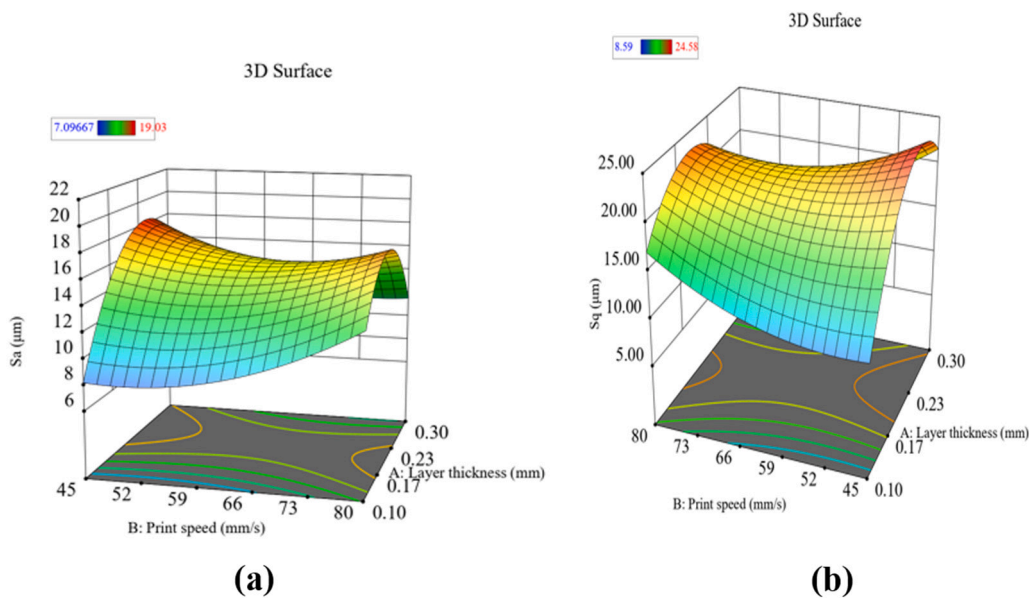 3D Surface
7.09667 19.03
22
20
18
16
14
12
10
8
6
Sa (μm)
45 52 59 66 73 80
B: Print speed (mm/s)
0.30
0.23
0.17
0.10
A: Layer thickness (mm)
(a)
3D Surface
8.59 24.58
25.00
20.00
15.00
10.00
5.00
Sq (μm)
80 73 66 59 52 45
B: Print speed (mm/s)
0.30
0.23
0.17
0.10
A: Layer thickness (mm)
(b)